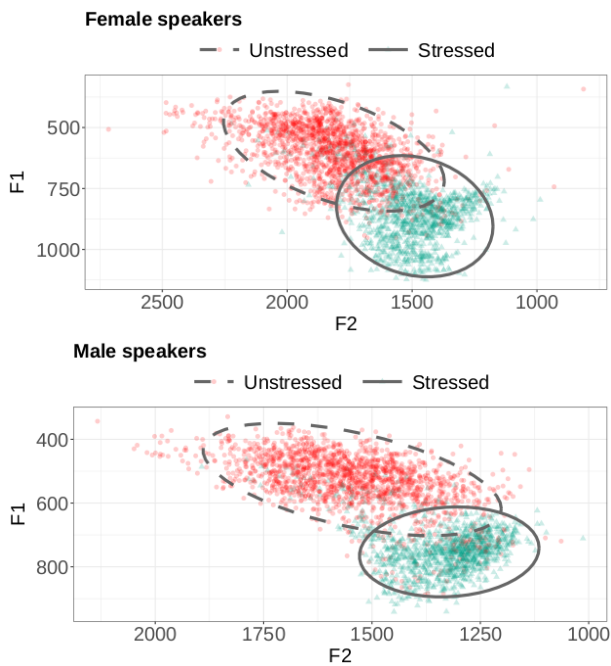 Female speakers
Unstressed Stressed
F1
500
750
1000
2500 2000 1500 1000
F2
Male speakers
Unstressed Stressed
F1
400
600
800
2000 1750 1500 1250 1000
F2